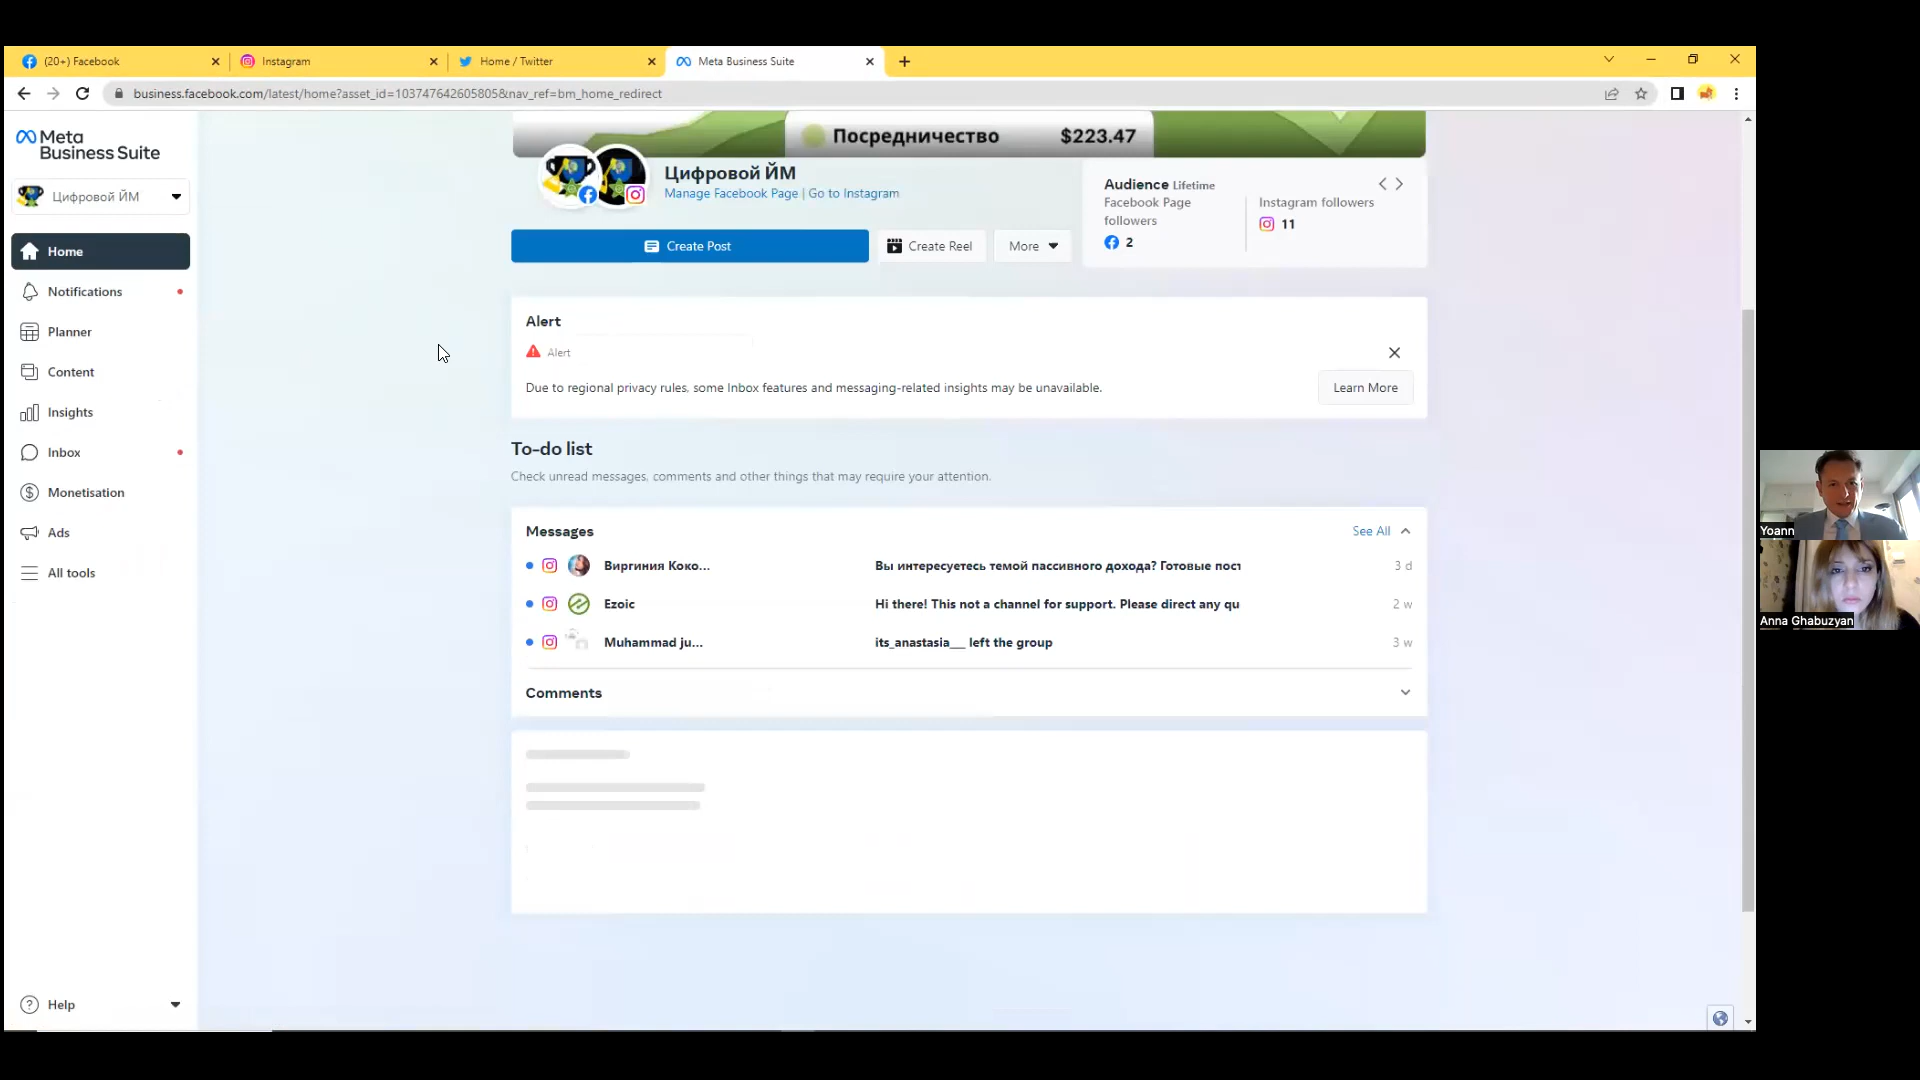 (20+) Facebook
Instagram
Home / Twitter
Meta Business Suite
business.facebook.com/latest/home?asset_id=103747642605805&nav_ref=bm_home_redirect
Meta
Business Suite
Цифровой ЙМ
Home
Notifications
Planner
Content
Insights
Inbox
Monetisation
Ads
All tools
Help
Посредничество $223.47
Цифровой ЙМ
Manage Facebook Page | Go to Instagram
Create Post
Create Reel
More
Audience Lifetime
Facebook Page
followers
2
Instagram followers
11
Alert
Alert
Due to regional privacy rules, some Inbox features and messaging-related insights may be unavailable.
Learn More
To-do list
Check unread messages, comments and other things that may require your attention.
Messages
See All
Виргиния Коко... Вы интересуетесь темой пассивного дохода? Готовые пост 3 d
Ezoic Hi there! This not a channel for support. Please direct any qu 2 w
Muhammad ju... its_anastasia__ left the group 3 w
Comments
Yoann
Anna Ghabuzyan